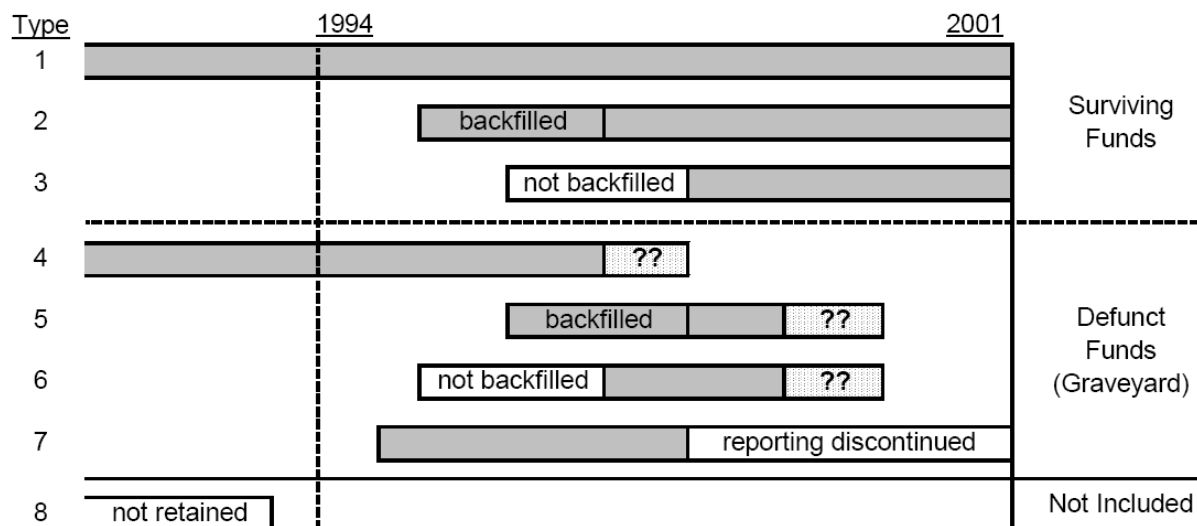 Type 1994 2001
1
2 backfilled
Surviving
Funds
3 not backfilled
4 ??
5 backfilled ??
Defunct
Funds
(Graveyard)
6 not backfilled ??
7 reporting discontinued
8 not retained Not Included